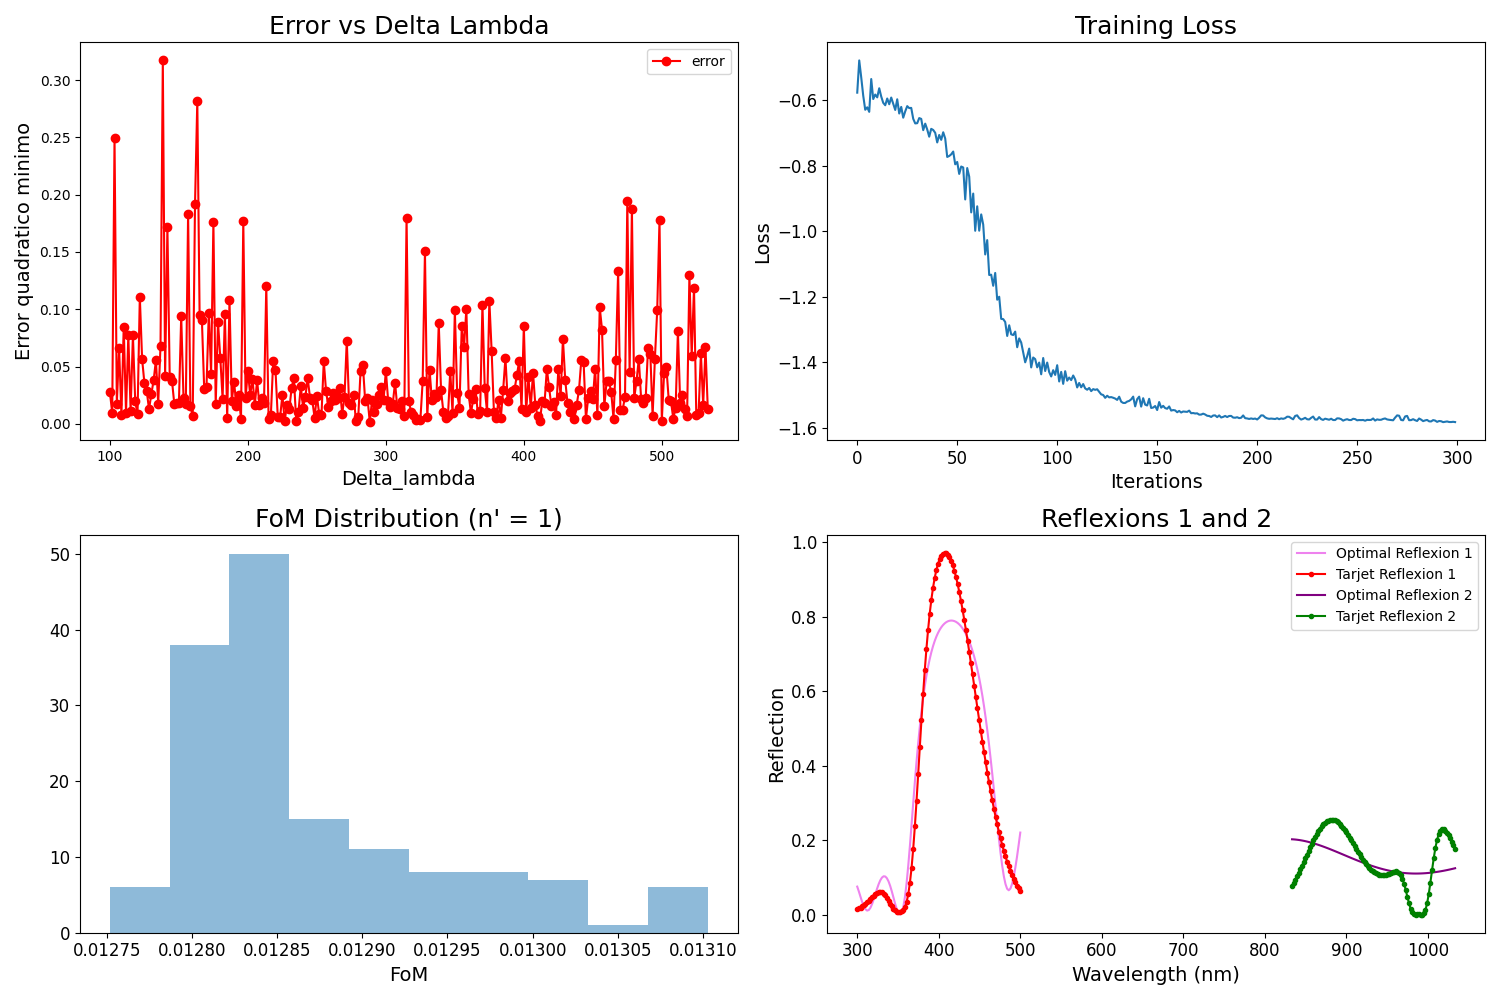 Error vs Delta Lambda
error
Error quadratico minimo
0.30
0.25
0.20
0.15
0.10
0.05
0.00
100 200 300 400 500
Delta_lambda
Training Loss
Loss
−0.6
−0.8
−1.0
−1.2
−1.4
−1.6
0 50 100 150 200 250 300
Iterations
FoM Distribution (n' = 1)
50
40
30
20
10
0
0.01275 0.01280 0.01285 0.01290 0.01295 0.01300 0.01305 0.01310
FoM
Reflexions 1 and 2
Optimal Reflexion 1
Tarjet Reflexion 1
Optimal Reflexion 2
Tarjet Reflexion 2
Reflection
1.0
0.8
0.6
0.4
0.2
0.0
300 400 500 600 700 800 900 1000
Wavelength (nm)